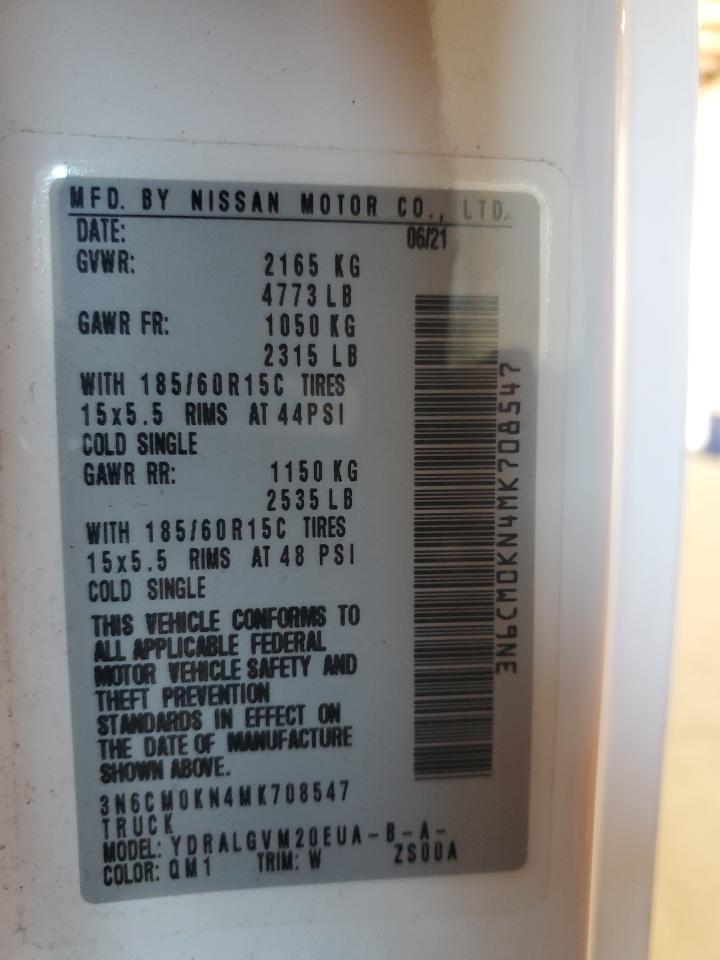 MFD. BY NISSAN MOTOR CO., LTD.
DATE: 06/21
GVWR: 2165 KG
4773 LB
GAWR FR: 1050 KG
2315 LB
WITH 185/60R15C TIRES
15x5.5 RIMS AT 44PSI
COLD SINGLE
GAWR RR: 1150 KG
2535 LB
WITH 185/60R15C TIRES
15x5.5 RIMS AT 48 PSI
COLD SINGLE
THIS VEHICLE CONFORMS TO
ALL APPLICABLE FEDERAL
MOTOR VEHICLE SAFETY AND
THEFT PREVENTION
STANDARDS IN EFFECT ON
THE DATE OF MANUFACTURE
SHOWN ABOVE.
3N6CM0KN4MK708547
TRUCK
MODEL: YDRALGVM20EUA-B-A-
COLOR: QM1 TRIM: W ZS00A
3N6CM0KN4MK708547